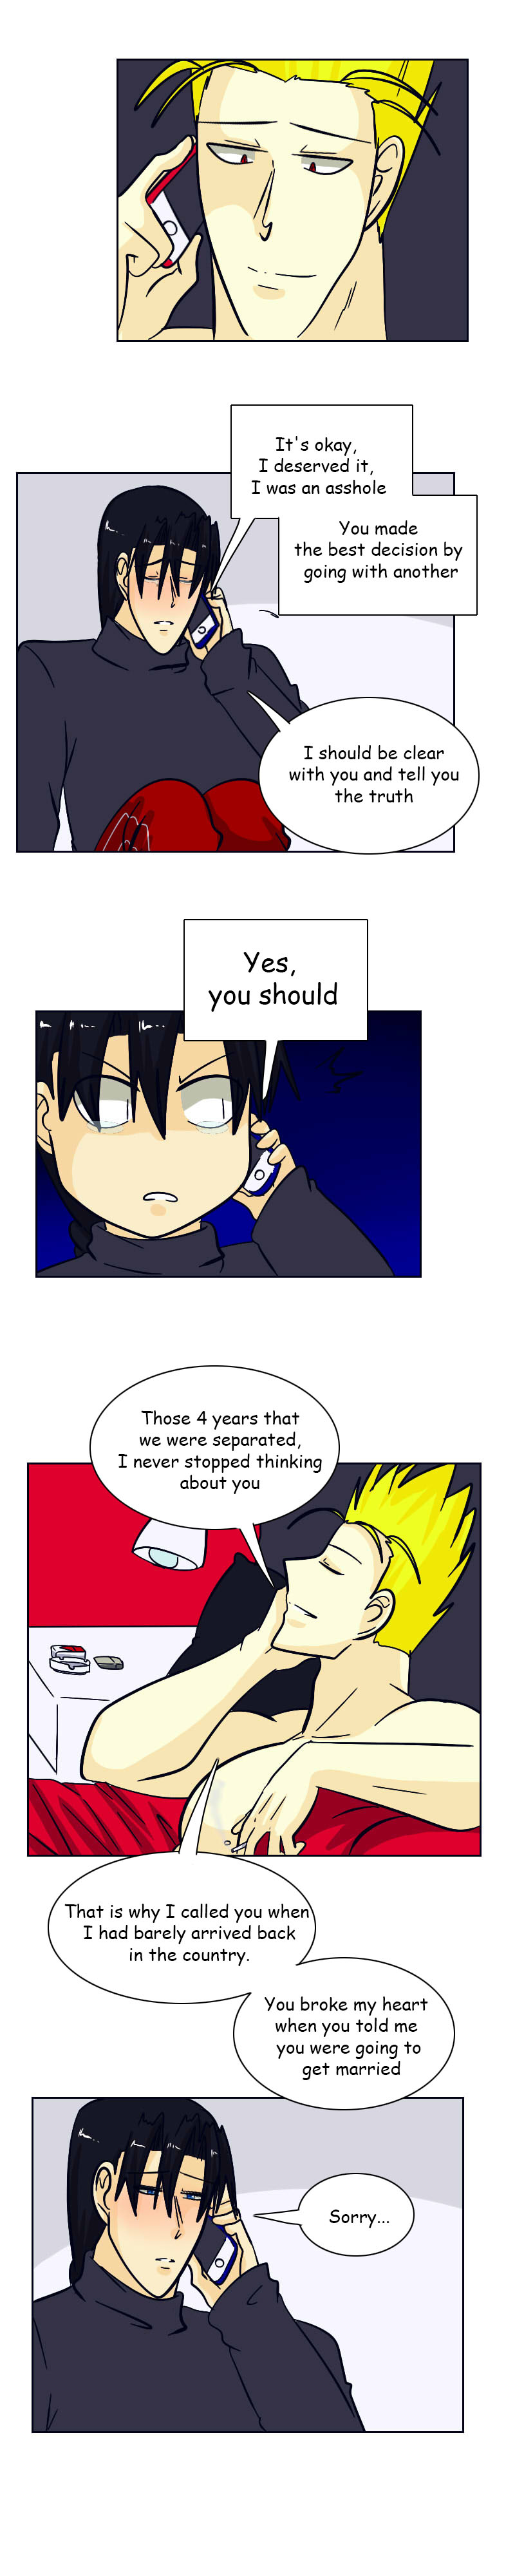 It's okay,
I deserved it,
I was an asshole
You made
the best decision by
going with another
I should be clear
with you and tell you
the truth
Yes,
you should
Those 4 years that
we were separated,
I never stopped thinking
about you
That is why I called you when
I had barely arrived back
in the country.
You broke my heart
when you told me
you were going to
get married
Sorry...